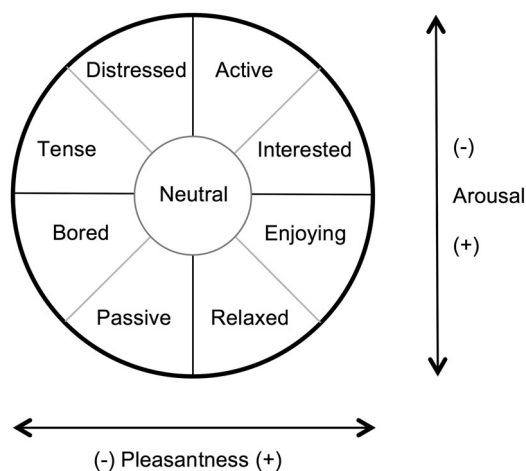 Distressed Active
Tense Interested
(-)
Neutral
Arousal
Bored Enjoying
(+)
Passive Relaxed
(-) Pleasantness (+)